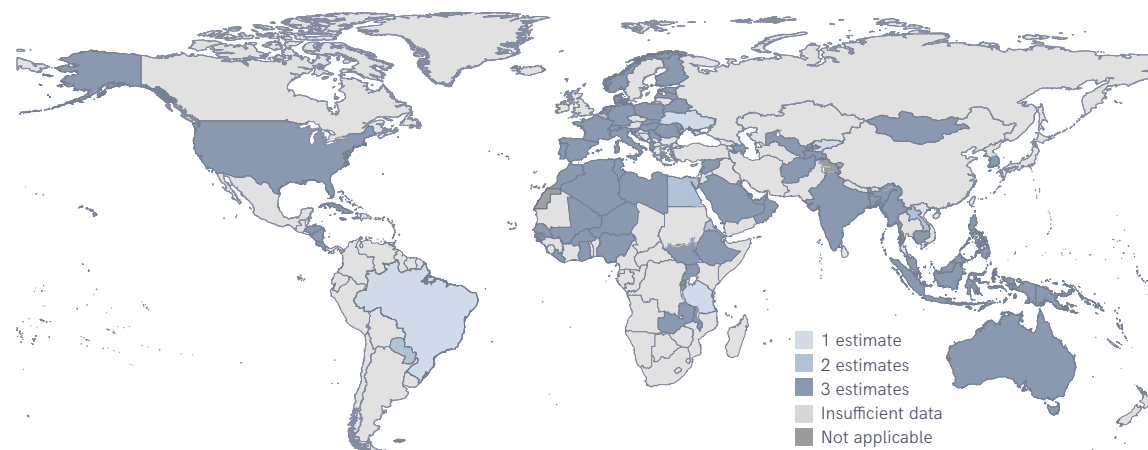 1 estimate
2 estimates
3 estimates
Insufficient data
Not applicable